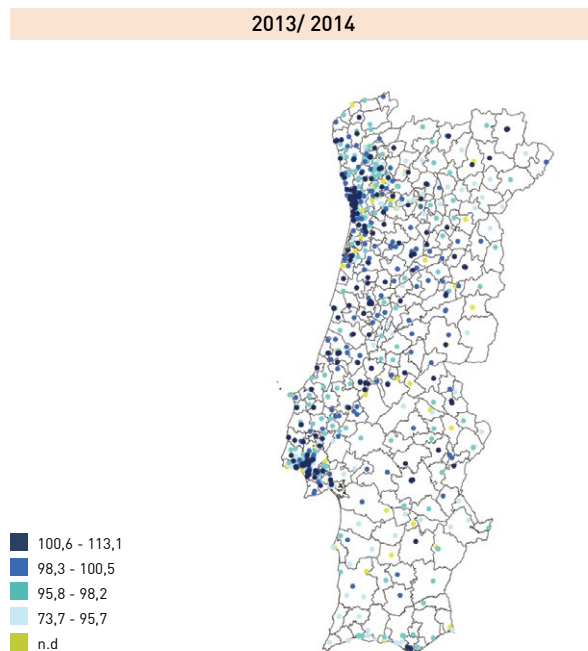 2013/ 2014
100,6 - 113,1
98,3 - 100,5
95,8 - 98,2
73,7 - 95,7
n.d